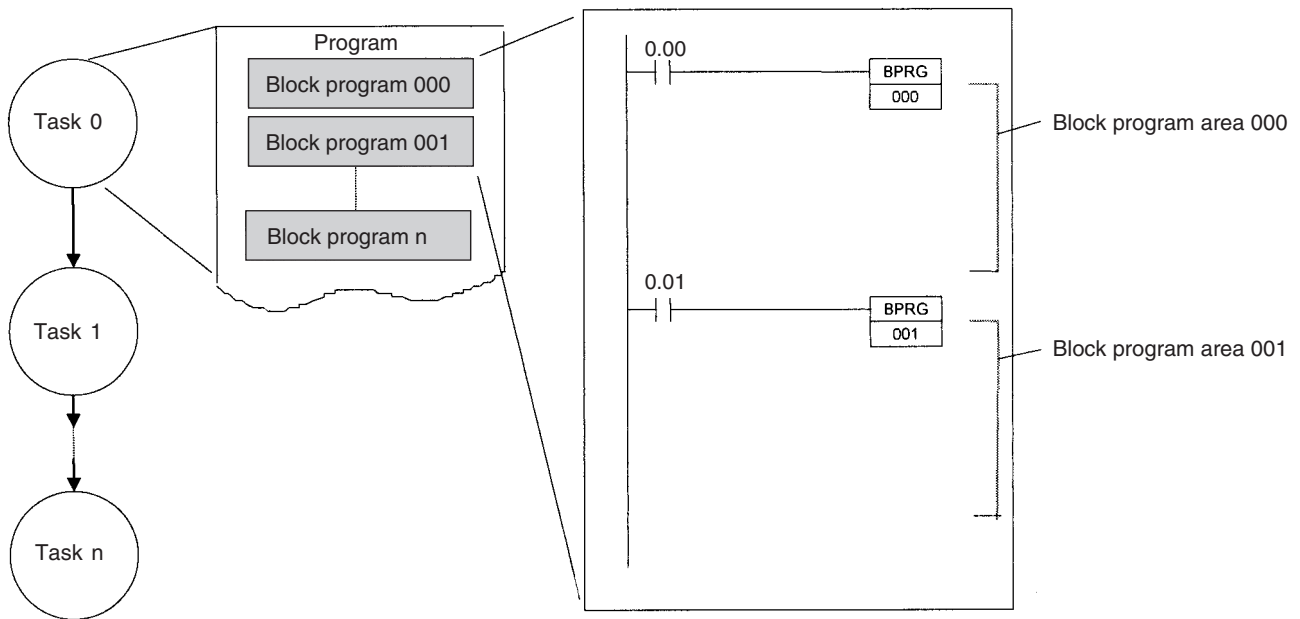 Task 0
Task 1
Task n
Program
Block program 000
Block program 001
Block program n
0.00
BPRG
000
Block program area 000
0.01
BPRG
001
Block program area 001